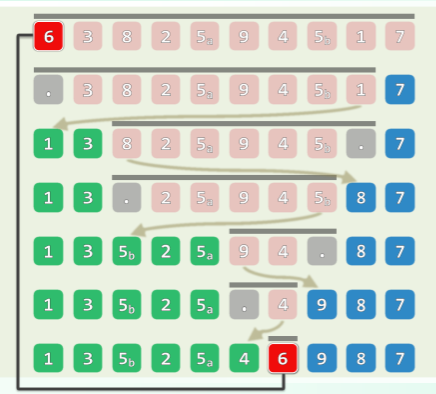 6 3 8 2 5a 9 4 5b 1 7
. 3 8 2 5a 9 4 5b 1 7
1 3 8 2 5a 9 4 5b . 7
1 3 . 2 5a 9 4 5b 8 7
1 3 5b 2 5a 9 4 . 8 7
1 3 5b 2 5a . 4 9 8 7
1 3 5b 2 5a 4 6 9 8 7